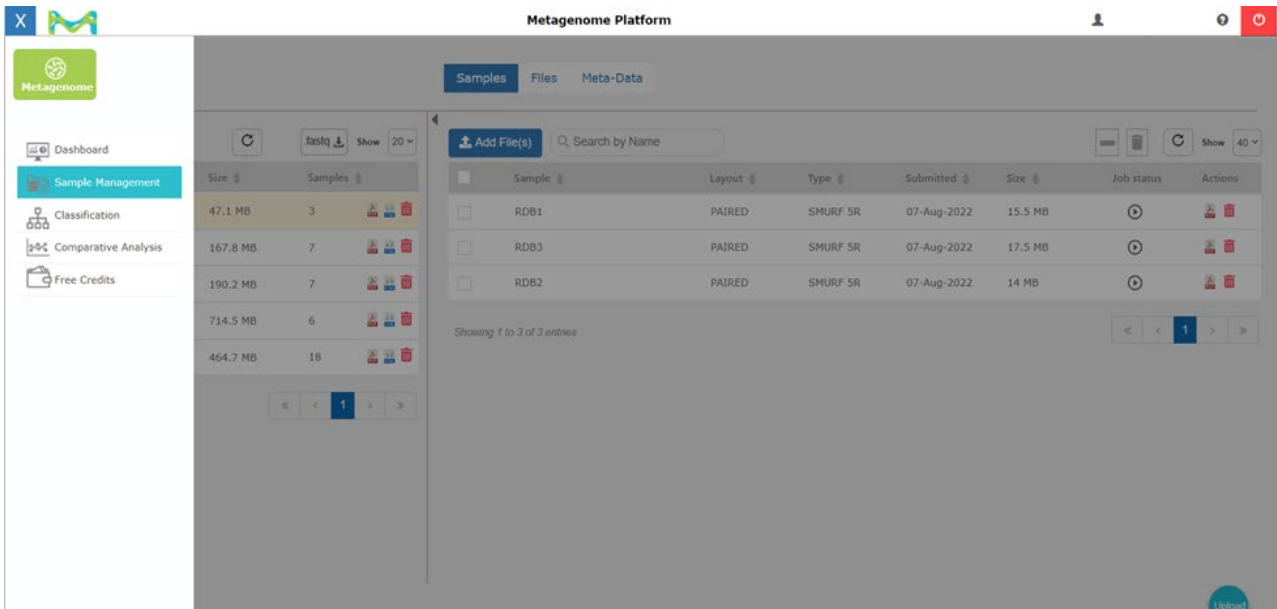 X Metagenome Platform
Metagenome
Dashboard
Sample Management
Classification
Comparative Analysis
Free Credits
Samples Files Meta-Data
.fastq Show 20
Size Samples
47.1 MB 3
167.8 MB 7
190.2 MB 7
714.5 MB 6
464.7 MB 18
« < 1 > »
Add File(s) Search by Name Show 40
Sample Layout Type Submitted Size Job status Actions
RDB1 PAIRED SMURF 5R 07-Aug-2022 15.5 MB
RDB3 PAIRED SMURF 5R 07-Aug-2022 17.5 MB
RDB2 PAIRED SMURF 5R 07-Aug-2022 14 MB
Showing 1 to 3 of 3 entries « < 1 > »
Upload